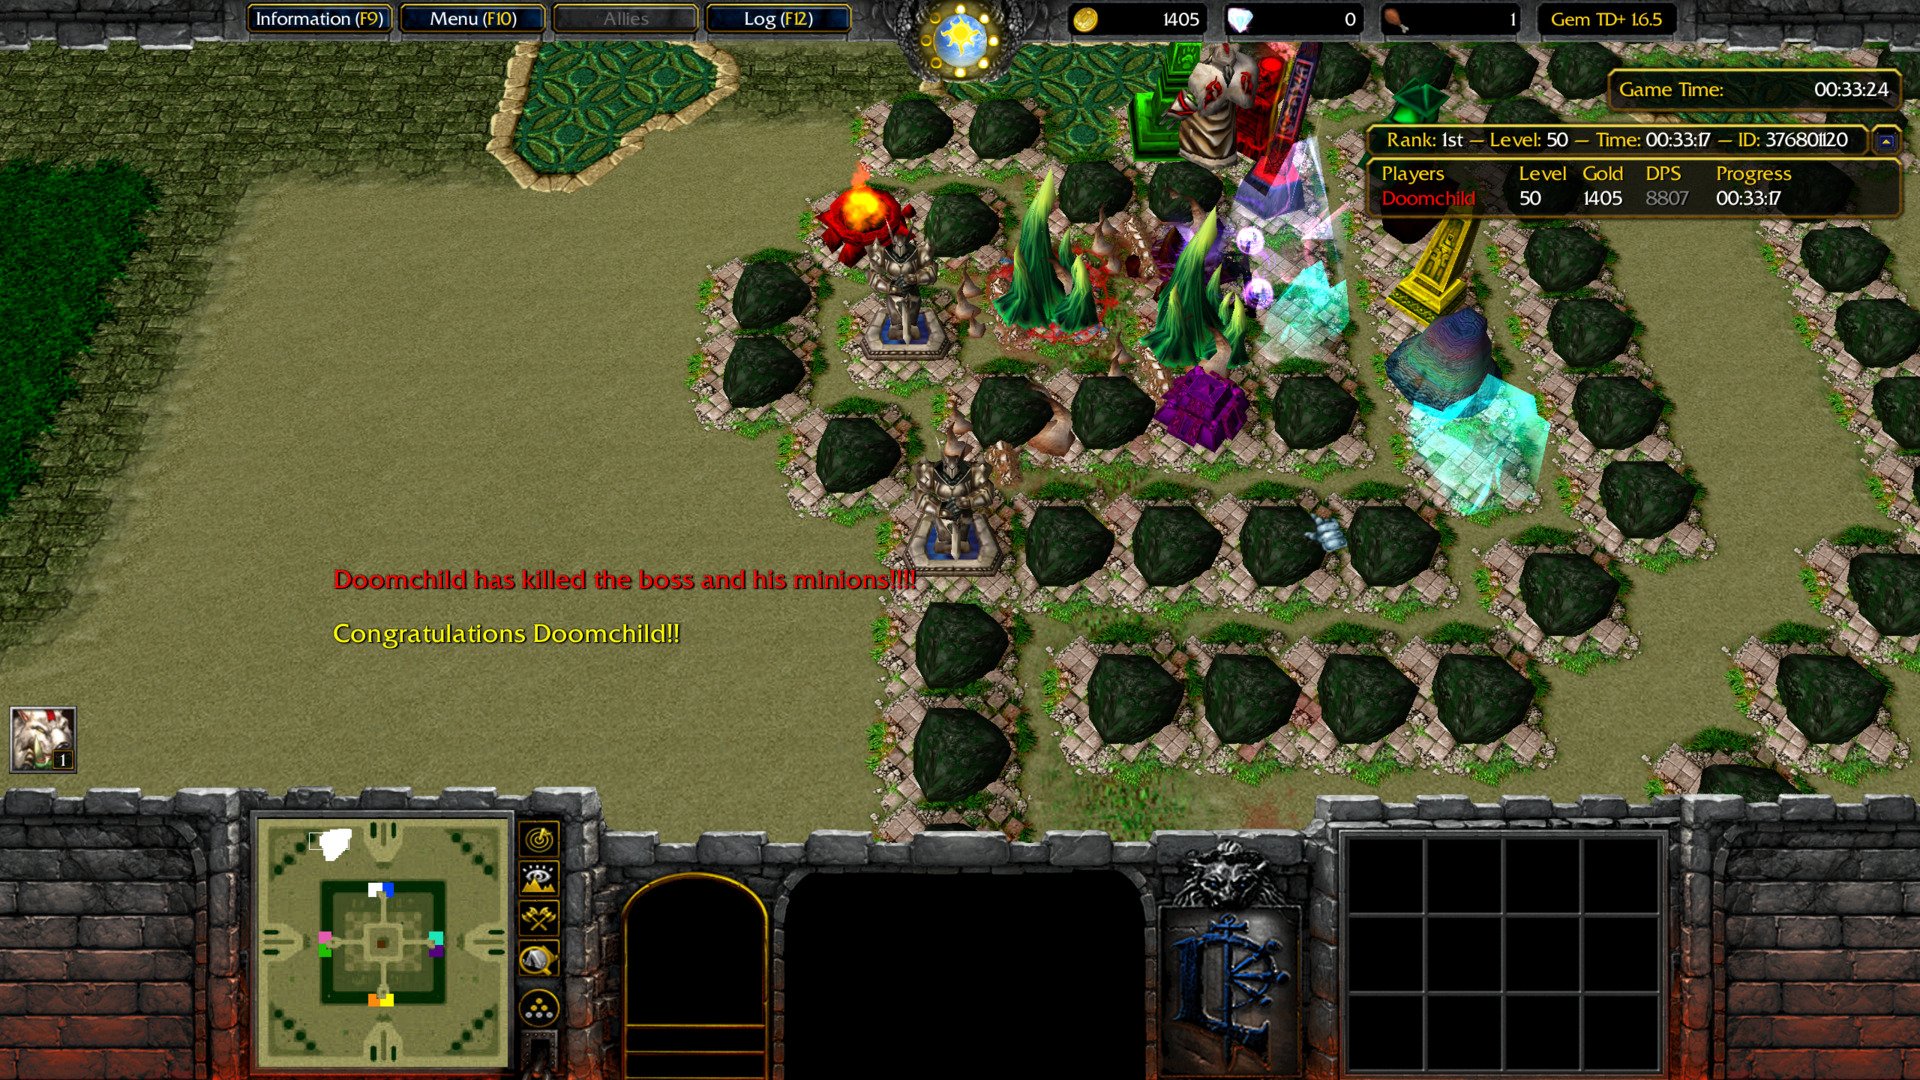 Information (F9) Menu (F10) Allies Log (F12) 1405 0 1 Gem TD+ 1.6.5
Game Time: 00:33:24
Rank: 1st – Level: 50 – Time: 00:33:17 – ID: 376801120
Players Level Gold DPS Progress
Doomchild 50 1405 8807 00:33:17
Doomchild has killed the boss and his minions!!!!
Congratulations Doomchild!!
1